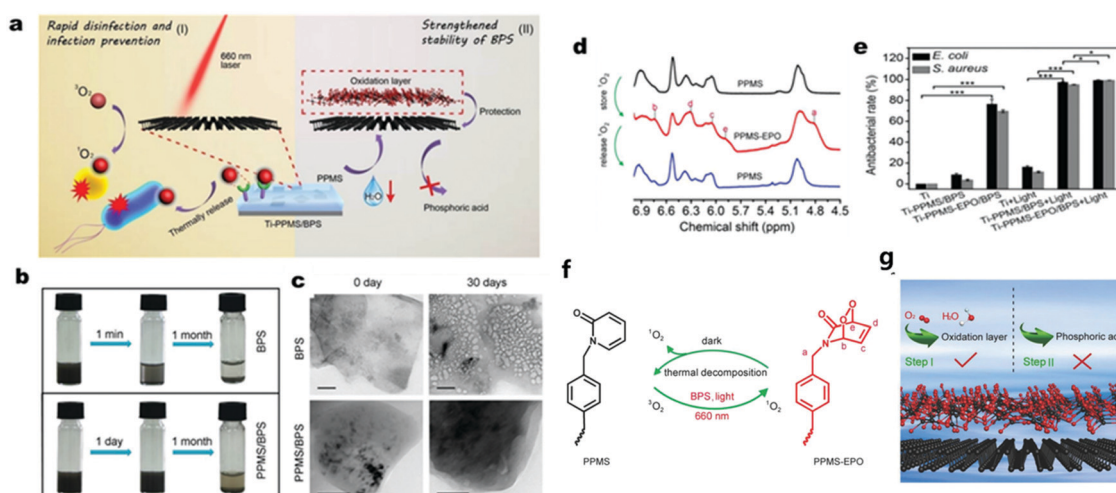 a
Rapid disinfection and
infection prevention
(I)
660 nm
laser
³O₂
¹O₂
Thermally release
Ti-PPMS/BPS
Strengthened
stability of BPS
(II)
Oxidation layer
Protection
PPMS
H₂O
Phosphoric acid
b
1 min
1 month
BPS
1 day
1 month
PPMS/BPS
c
0 day
30 days
BPS
PPMS/BPS
d
store ¹O₂
release ¹O₂
PPMS
b
d
c
e
a
PPMS-EPO
PPMS
6.9 6.6 6.3 6.0 5.7 5.4 5.1 4.8 4.5
Chemical shift (ppm)
e
E. coli
S. aureus
***
***
***
***
*
*
Antibacterial rate (%)
100
80
60
40
20
0
Ti
Ti-PPMS/BPS
Ti-PPMS-EPO/BPS
Ti+Light
Ti-PPMS/BPS+Light
Ti-PPMS-EPO/BPS+Light
f
O
N
PPMS
¹O₂
dark
thermal decomposition
³O₂
BPS, light
660 nm
¹O₂
O
O
O
N
a
b
c
d
e
PPMS-EPO
g
O₂
H₂O
Oxidation layer
Step I
Phosphoric ac
Step II